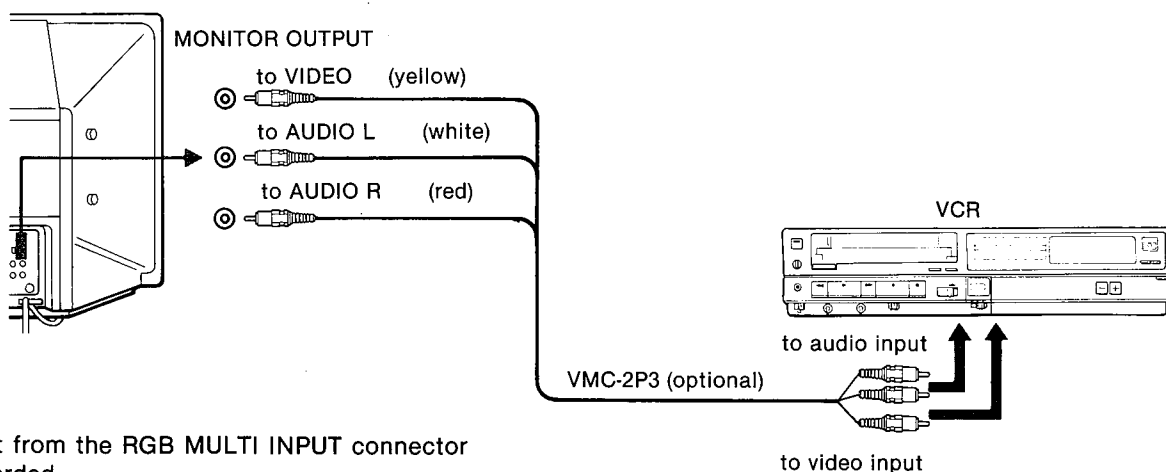 MONITOR OUTPUT
to VIDEO (yellow)
to AUDIO L (white)
to AUDIO R (red)
VCR
to audio input
VMC-2P3 (optional)
from the RGB MULTI INPUT connector
to video input